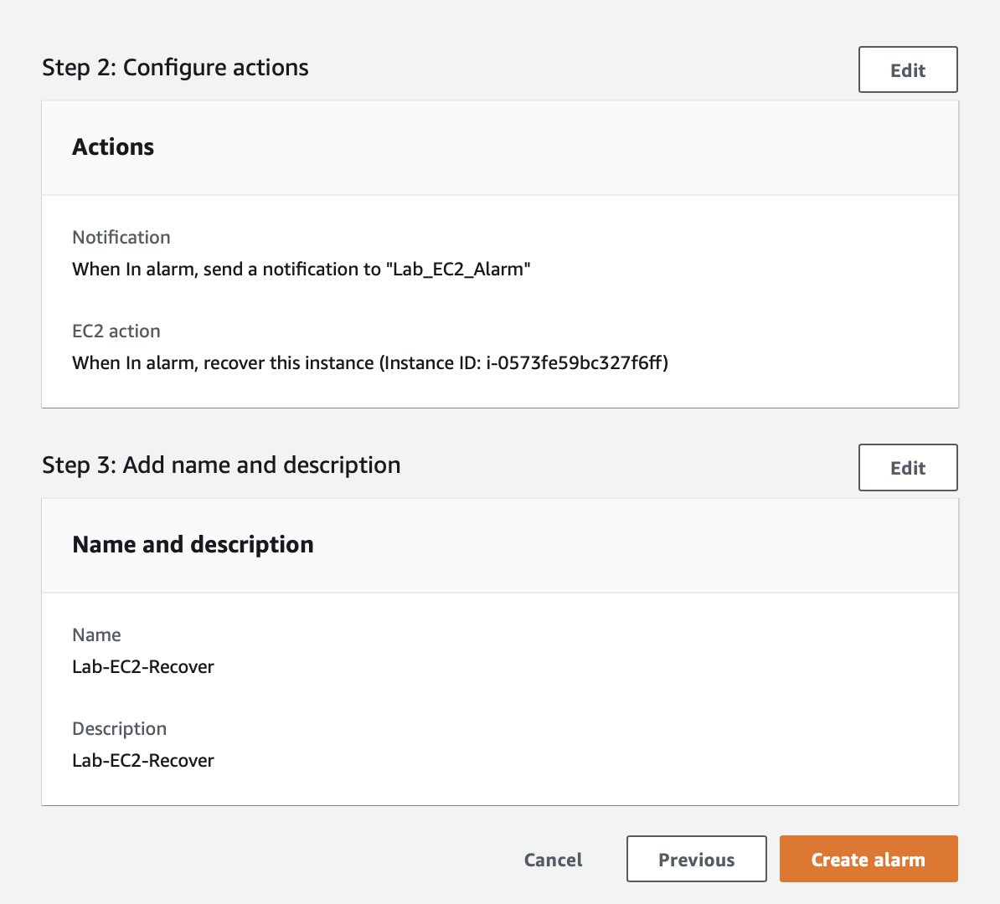 Step 2: Configure actions
Edit
Actions
Notification
When In alarm, send a notification to "Lab_EC2_Alarm"
EC2 action
When In alarm, recover this instance (Instance ID: i-0573fe59bc327f6ff)
Step 3: Add name and description
Edit
Name and description
Name
Lab-EC2-Recover
Description
Lab-EC2-Recover
Cancel
Previous
Create alarm